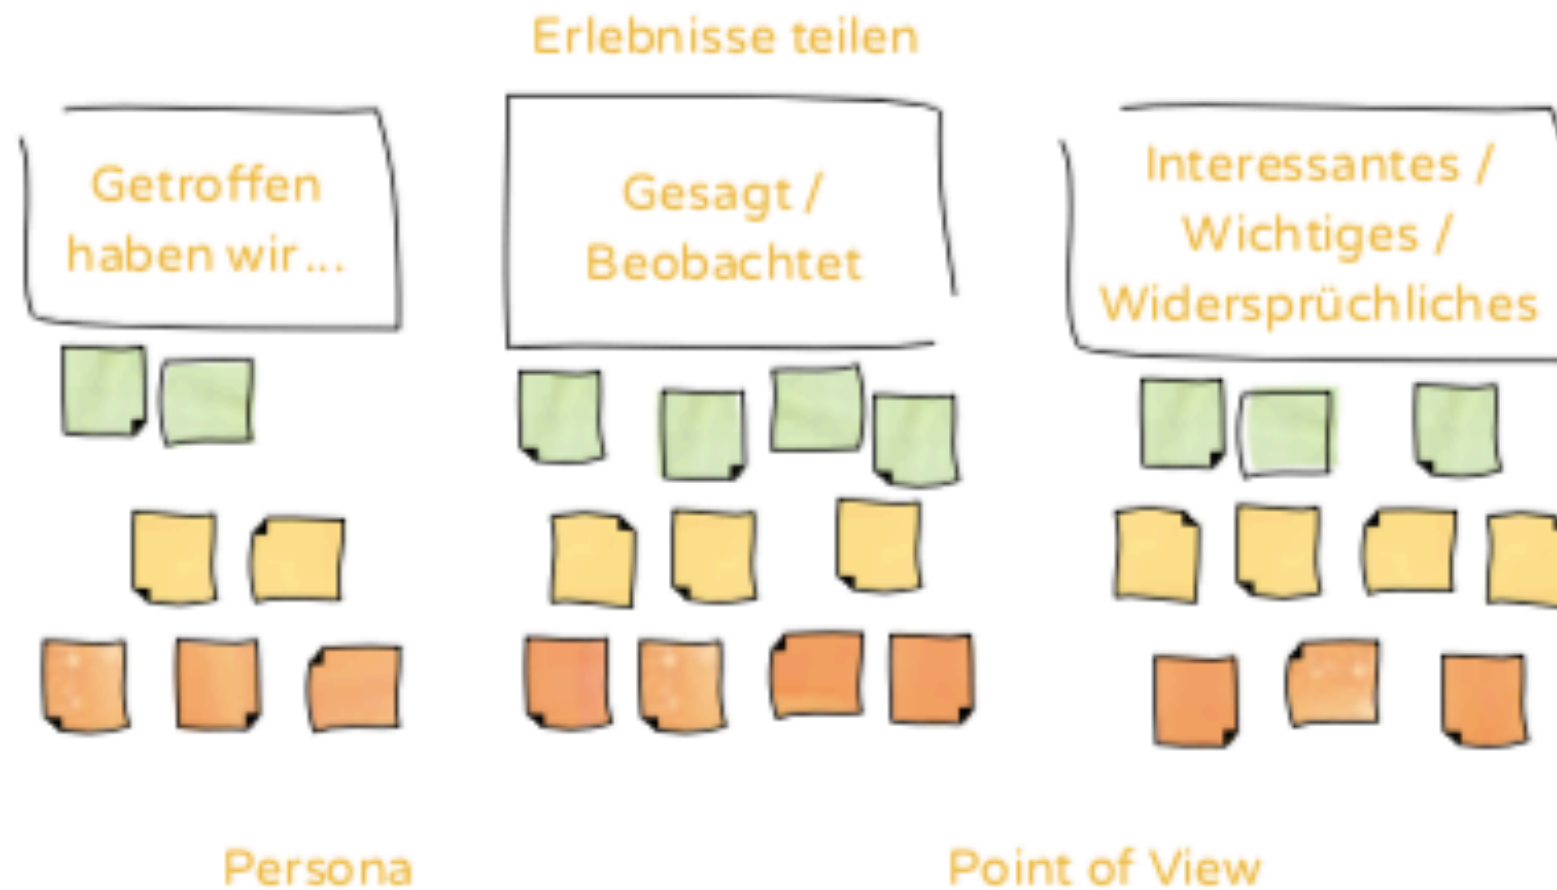 Erlebnisse teilen
Getroffen
haben wir...
Gesagt /
Beobachtet
Interessantes /
Wichtiges /
Widersprüchliches
Persona
Point of View